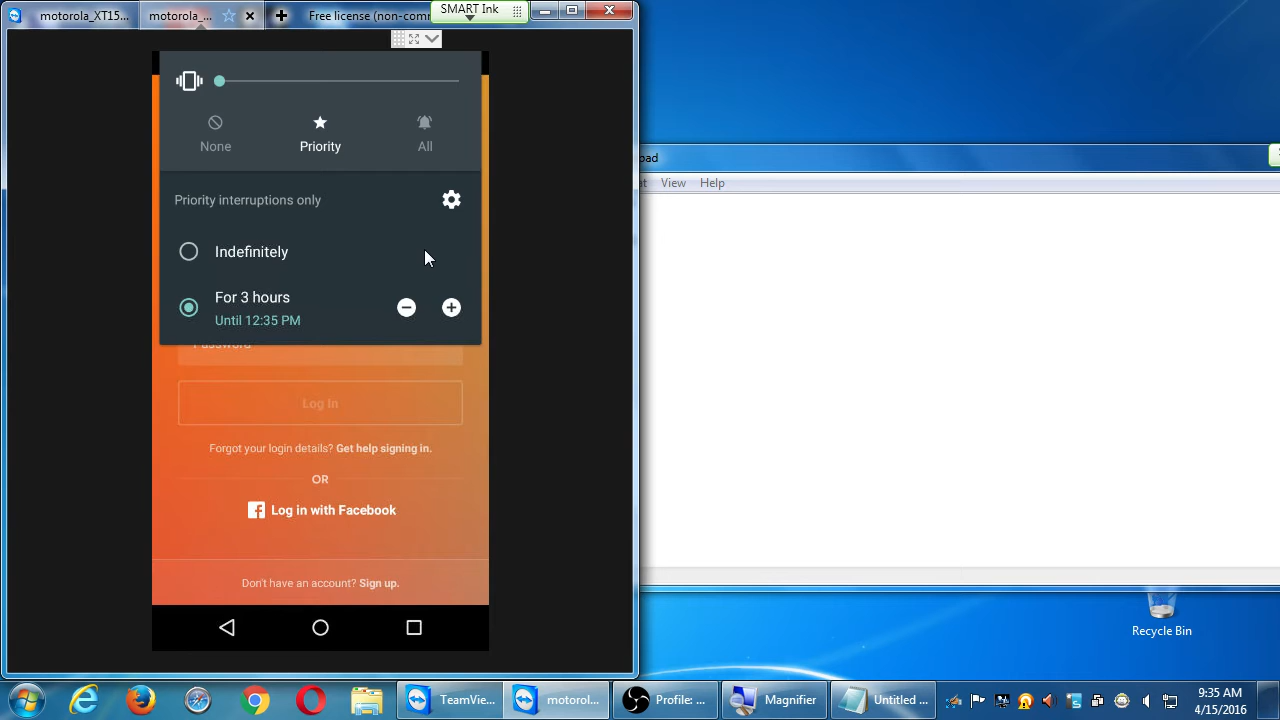 SMART Ink
motorola_XT15...
motorola_...
Free license (non-comm
None
Priority
All
Priority interruptions only
Indefinitely
For 3 hours
Until 12:35 PM
Password
Log In
Forgot your login details? Get help signing in.
OR
Log in with Facebook
Don't have an account? Sign up.
pad
at View Help
Recycle Bin
TeamVie...
motorol...
Profile: ...
Magnifier
Untitled ...
9:35 AM
4/15/2016